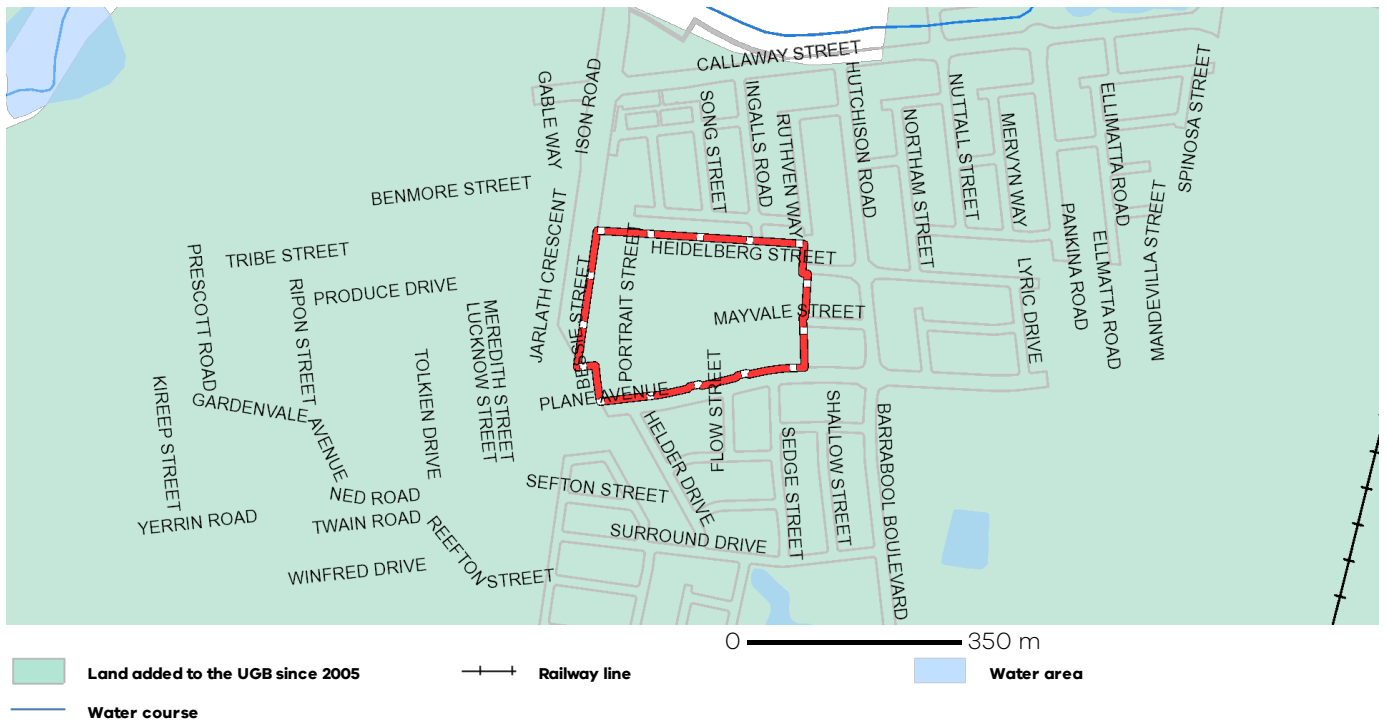 CALLAWAY STREET
GABLE WAY
ISON ROAD
SONG STREET
INGALLS ROAD
RUTHVEN WAY
HUTCHISON ROAD
NORTHAM STREET
NUTTALL STREET
MERVYN WAY
ELLIMATTA ROAD
SPINOSA STREET
BENMORE STREET
JARLATH CRESCENT
TRIBE STREET
PRESCOTT ROAD
RIPON STREET
PRODUCE DRIVE
HEIDELBERG STREET
PORTRAIT STREET
BESSIE STREET
MAYVALE STREET
LYRIC DRIVE
PANKINA ROAD
ELLMATTA ROAD
MANDEVILLA STREET
MEREDITH STREET
LUCKNOW STREET
TOLKIEN DRIVE
KIREEP STREET
GARDENVALE AVENUE
PLANE AVENUE
FLOW STREET
HELDER DRIVE
SEDGE STREET
SHALLOW STREET
BARRABOOL BOULEVARD
NED ROAD
SEFTON STREET
YERRIN ROAD
TWAIN ROAD
REEFTON STREET
SURROUND DRIVE
WINFRED DRIVE
0 350 m
Land added to the UGB since 2005
Railway line
Water area
Water course